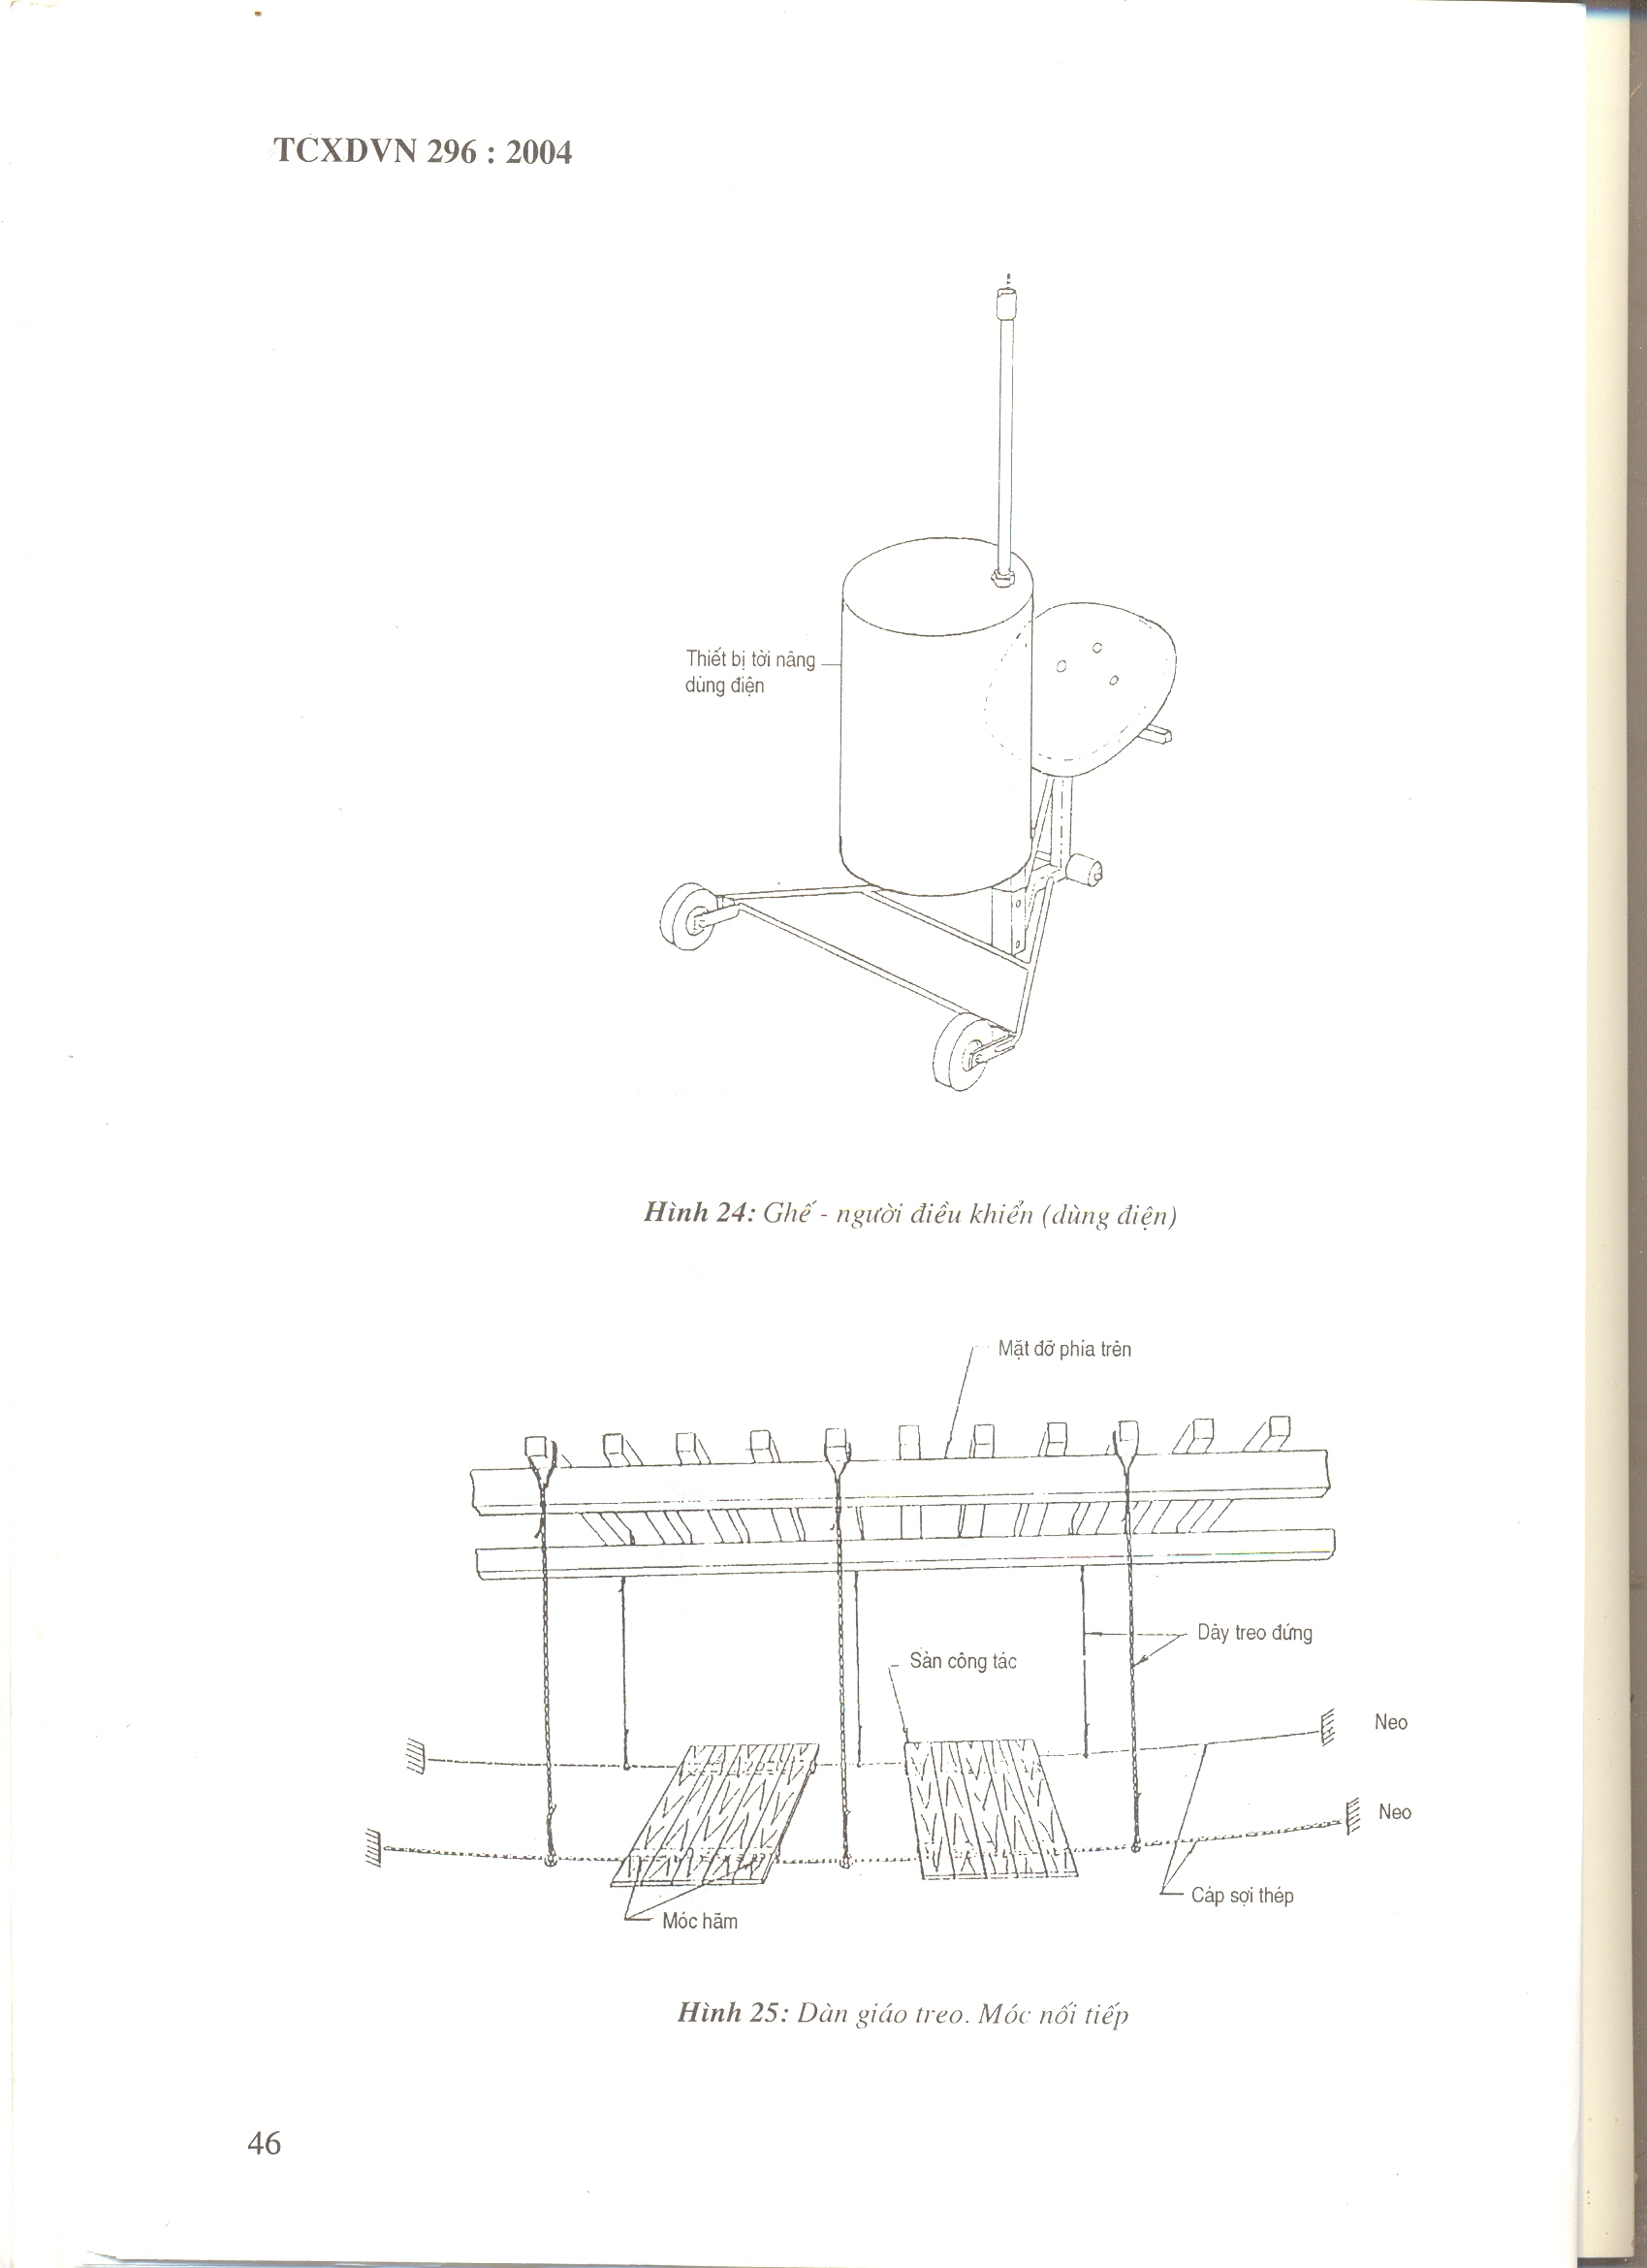 TCXDVN 296 : 2004
Thiết bị tời nâng
dùng điện
Hình 24: Ghế - người điều khiển (dùng điện)
Mặt đỡ phía trên
Dây treo đứng
Sàn công tác
Neo
Neo
Cáp sợi thép
Móc hãm
Hình 25: Dàn giáo treo. Móc nối tiếp
46